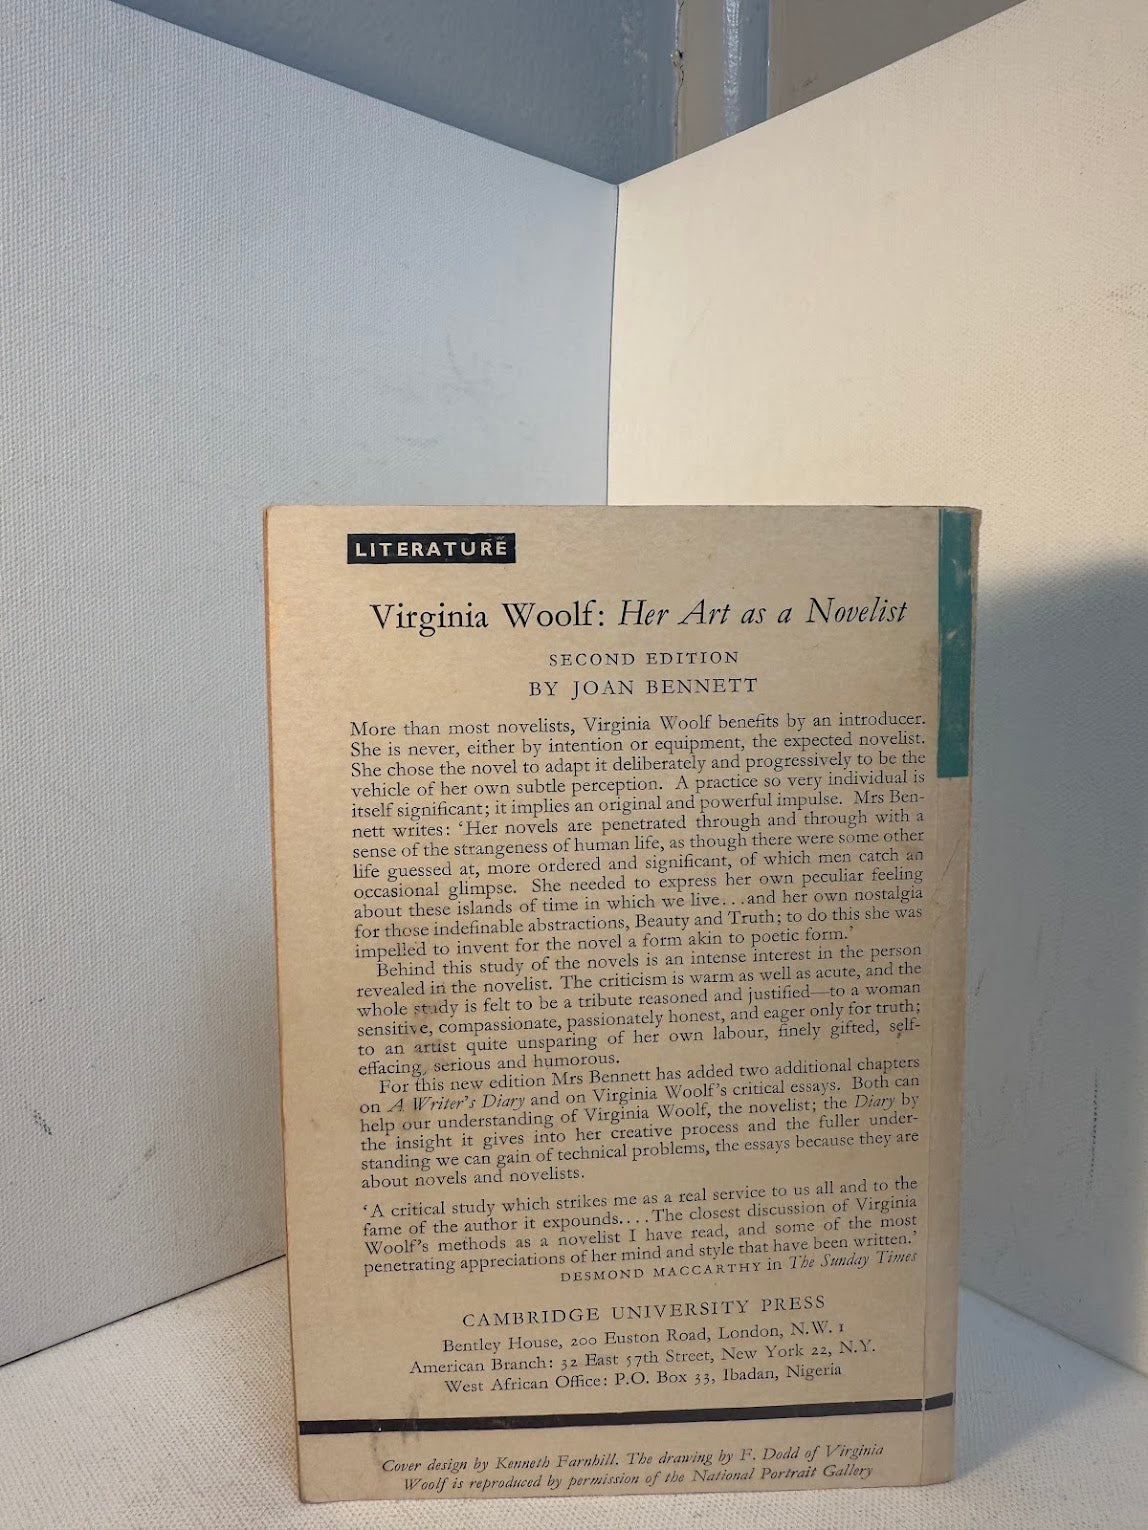 LITERATURE
Virginia Woolf: Her Art as a Novelist
SECOND EDITION
BY JOAN BENNETT
More than most novelists, Virginia Woolf benefits by an introducer.
She is never, either by intention or equipment, the expected novelist.
She chose the novel to adapt it deliberately and progressively to be the
vehicle of her own subtle perception. A practice so very individual is
itself significant; it implies an original and powerful impulse. Mrs Ben-
nett writes: ‘Her novels are penetrated through and through with a
sense of the strangeness of human life, as though there were some other
life guessed at, more ordered and significant, of which men catch an
occasional glimpse. She needed to express her own peculiar feeling
about these islands of time in which we live...and her own nostalgia
for those indefinable abstractions, Beauty and Truth; to do this she was
impelled to invent for the novel a form akin to poetic form.’
Behind this study of the novels is an intense interest in the person
revealed in the novelist. The criticism is warm as well as acute, and the
whole study is felt to be a tribute reasoned and justified—to a woman
sensitive, compassionate, passionately honest, and eager only for truth;
to an artist quite unsparing of her own labour, finely gifted, self-
effacing, serious and humorous.
For this new edition Mrs Bennett has added two additional chapters
on A Writer's Diary and on Virginia Woolf's critical essays. Both can
help our understanding of Virginia Woolf, the novelist; the Diary by
the insight it gives into her creative process and the fuller under-
standing we can gain of technical problems, the essays because they are
about novels and novelists.
‘A critical study which strikes me as a real service to us all and to the
fame of the author it expounds.... The closest discussion of Virginia
Woolf's methods as a novelist I have read, and some of the most
penetrating appreciations of her mind and style that have been written.’
DESMOND MACCARTHY in The Sunday Times
CAMBRIDGE UNIVERSITY PRESS
Bentley House, 200 Euston Road, London, N.W. 1
American Branch: 32 East 57th Street, New York 22, N.Y.
West African Office: P.O. Box 33, Ibadan, Nigeria
Cover design by Kenneth Farnhill. The drawing by F. Dodd of Virginia
Woolf is reproduced by permission of the National Portrait Gallery